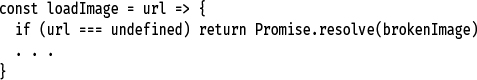 const loadImage = url => {
  if (url === undefined) return Promise.resolve(brokenImage)
  . . .
}